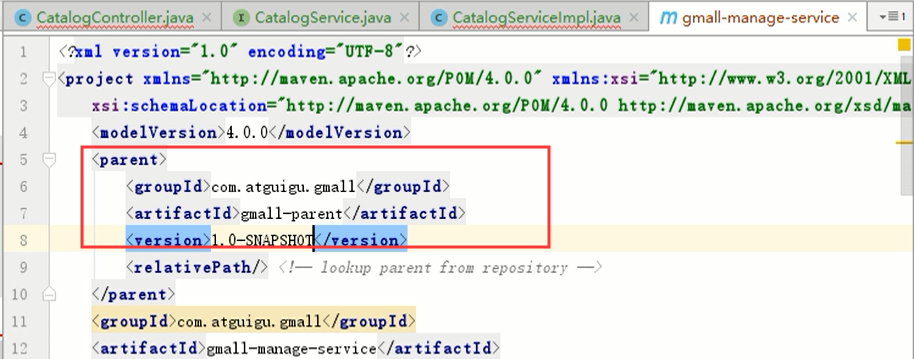 CatalogController.java
CatalogService.java
CatalogServiceImpl.java
gmall-manage-service
1
1 <?xml version="1.0" encoding="UTF-8"?>
2 <project xmlns="http://maven.apache.org/POM/4.0.0" xmlns:xsi="http://www.w3.org/2001/XML
3 xsi:schemaLocation="http://maven.apache.org/POM/4.0.0 http://maven.apache.org/xsd/ma
4 <modelVersion>4.0.0</modelVersion>
5 <parent>
6 <groupId>com.atguigu.gmall</groupId>
7 <artifactId>gmall-parent</artifactId>
8 <version>1.0-SNAPSHOT</version>
9 <relativePath/> <!-- lookup parent from repository -->
10 </parent>
11 <groupId>com.atguigu.gmall</groupId>
12 <artifactId>gmall-manage-service</artifactId>